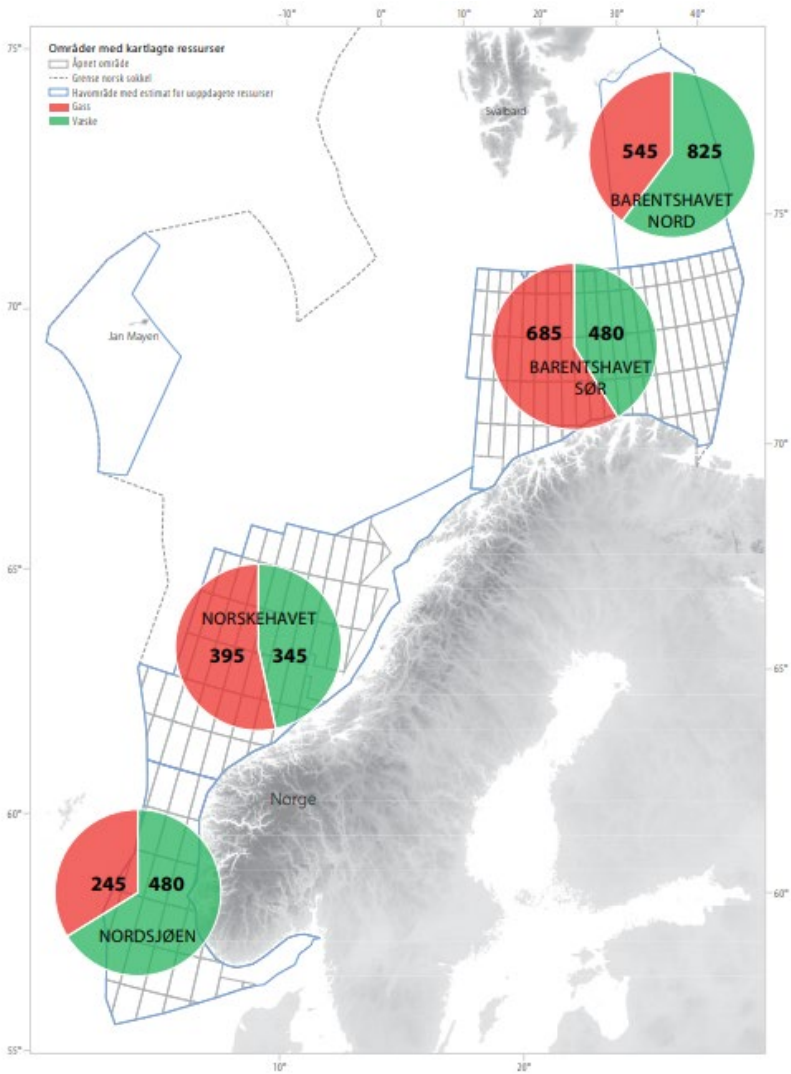 -10° 0° 10° 20° 30° 40°
75°
Områder med kartlagte ressurser
Åpnet område
Grense norsk sokkel
Havområde med estimat for uoppdagete ressurser
Gass
Væske
Svalbard
545 825
BARENTSHAVET
NORD
75°
70°
Jan Mayen
685 480
BARENTSHAVET
SØR
70°
65°
NORSKEHAVET
395 345
65°
Norge
60°
245 480
60°
NORDSJØEN
55°
10° 20°